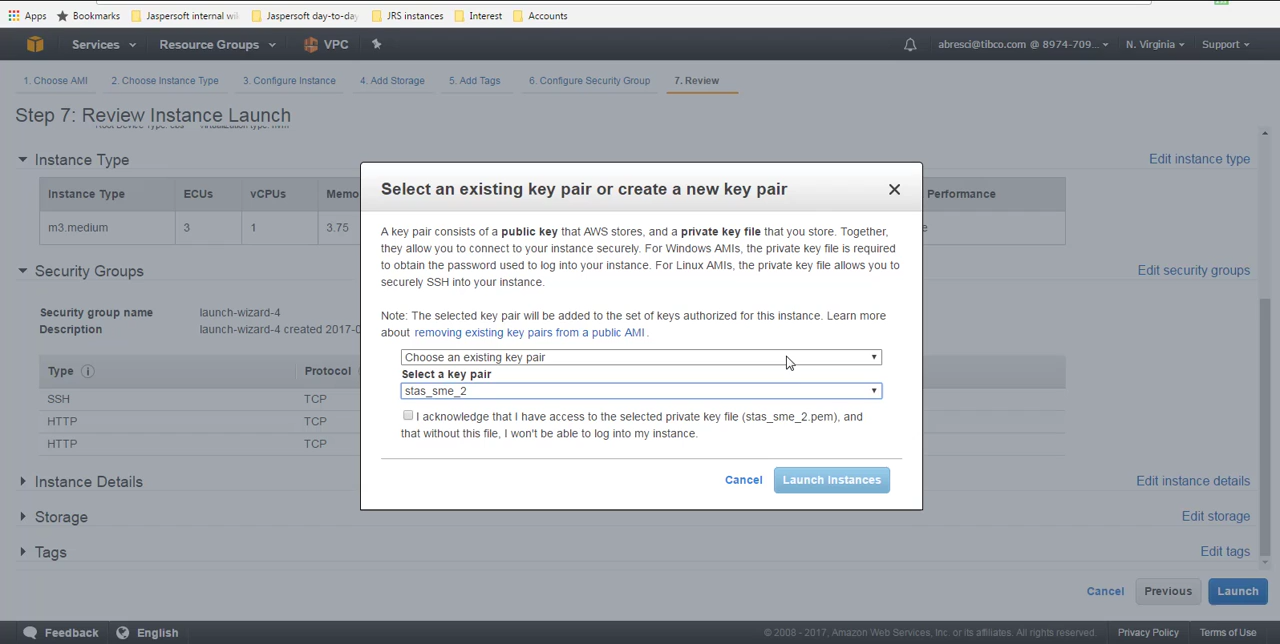 Apps Bookmarks Jaspersoft internal wi Jaspersoft day-to-day JRS instances Interest Accounts
Services Resource Groups VPC abresci@tibco.com @ 8974-709... N. Virginia Support
1. Choose AMI 2. Choose Instance Type 3. Configure Instance 4. Add Storage 5. Add Tags 6. Configure Security Group 7. Review
Step 7: Review Instance Launch
Instance Type Edit instance type
Instance Type ECUs vCPUs Memo Performance
m3.medium 3 1 3.75 e
Security Groups Edit security groups
Security group name launch-wizard-4
Description launch-wizard-4 created 2017-0
Type Protocol
SSH TCP
HTTP TCP
HTTP TCP
Instance Details Edit instance details
Storage Edit storage
Tags Edit tags
Select an existing key pair or create a new key pair
A key pair consists of a public key that AWS stores, and a private key file that you store. Together,
they allow you to connect to your instance securely. For Windows AMIs, the private key file is required
to obtain the password used to log into your instance. For Linux AMIs, the private key file allows you to
securely SSH into your instance.
Note: The selected key pair will be added to the set of keys authorized for this instance. Learn more
about removing existing key pairs from a public AMI.
Choose an existing key pair
Select a key pair
stas_sme_2
I acknowledge that I have access to the selected private key file (stas_sme_2.pem), and
that without this file, I won't be able to log into my instance.
Cancel Launch Instances
Cancel Previous Launch
Feedback English © 2008 - 2017, Amazon Web Services, Inc. or its affiliates. All rights reserved. Privacy Policy Terms of Use